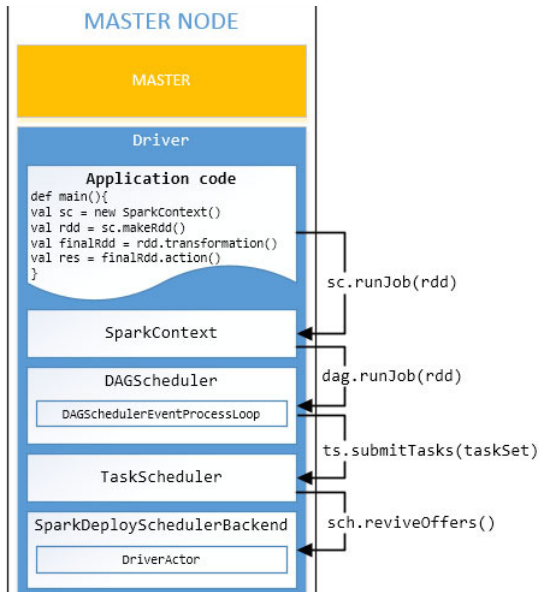 MASTER NODE
MASTER
Driver
Application code
def main(){
val sc = new SparkContext()
val rdd = sc.makeRdd()
val finalRdd = rdd.transformation()
val res = finalRdd.action()
}
sc.runJob(rdd)
SparkContext
dag.runJob(rdd)
DAGScheduler
DAGSchedulerEventProcessLoop
ts.submitTasks(taskSet)
TaskScheduler
sch.reviveOffers()
SparkDeploySchedulerBackend
DriverActor